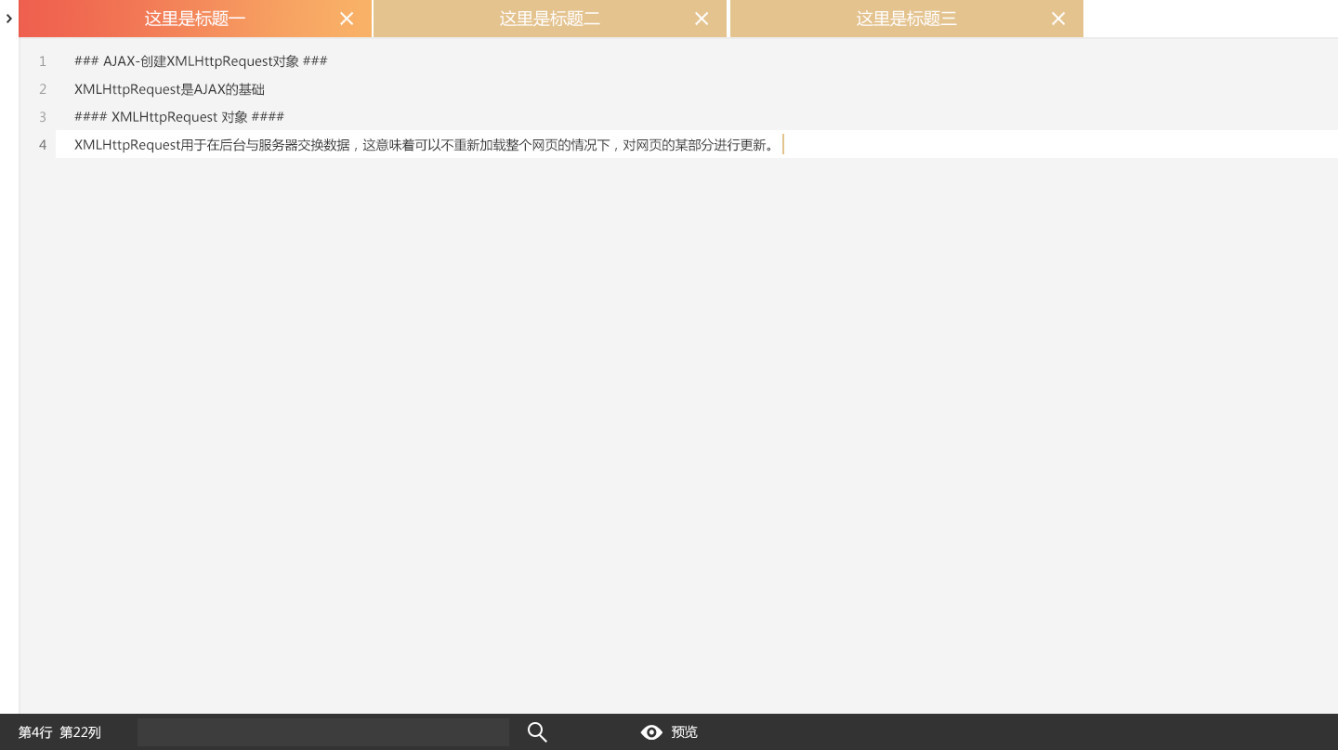 这里是标题一
这里是标题二
这里是标题三
1 ### AJAX-创建XMLHttpRequest对象 ###
2 XMLHttpRequest是AJAX的基础
3 #### XMLHttpRequest 对象 ####
4 XMLHttpRequest用于在后台与服务器交换数据，这意味着可以不重新加载整个网页的情况下，对网页的某部分进行更新。
第4行 第22列
预览